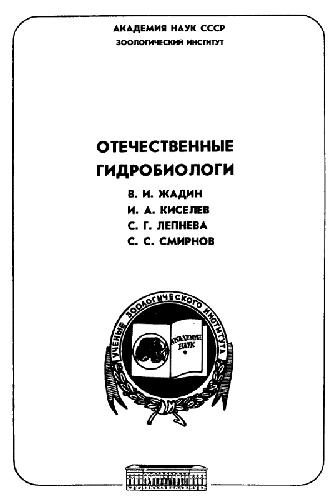 АКАДЕМИЯ НАУК СССР
ЗООЛОГИЧЕСКИЙ ИНСТИТУТ
ОТЕЧЕСТВЕННЫЕ
ГИДРОБИОЛОГИ
В. И. ЖАДИН
И. А. КИСЕЛЕВ
С. Г. ЛЕПНЕВА
С. С. СМИРНОВ
УЧЕНЫЕ ЗООЛОГИЧЕСКОГО ИНСТИТУТА
АКАДЕМИЯ
НАУК